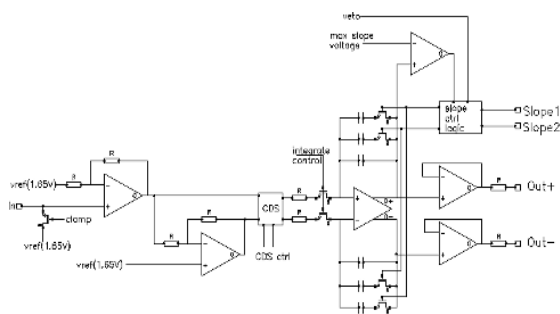 veto
max slope
voltage
slope
ctrl
logic
Slope1
Slope2
integrate
control
R
vref(1.65v)
R
In
clamp
vref(1.65v)
R
R
CDS
R
R
CDS ctrl
vref(1.65v)
O+
O-
R
Out+
R
Out-